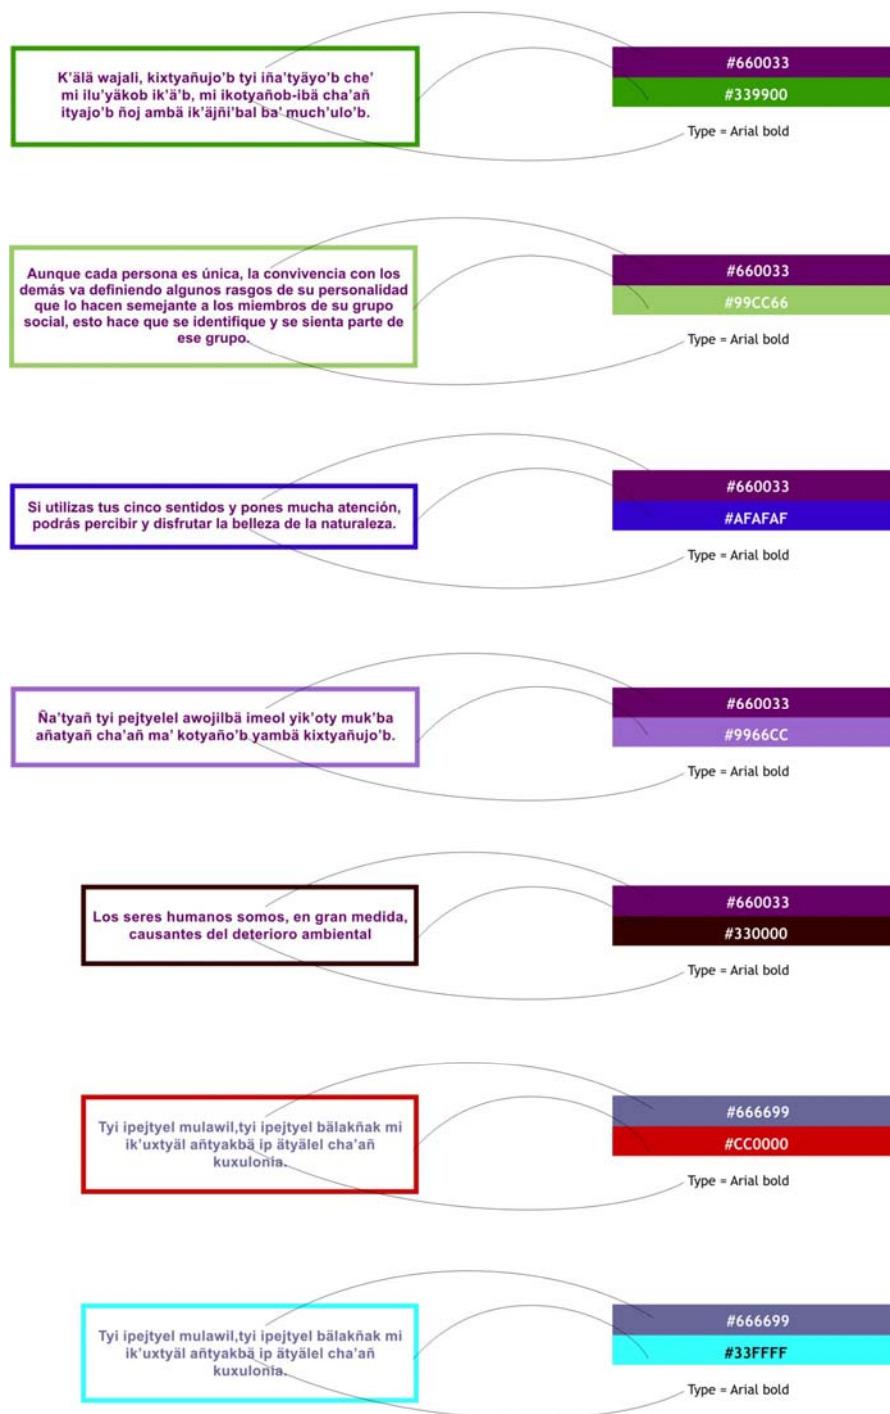 K’älä wajali, kixtyañujo’b tyi iña’tyäyo’b che’
mi ilu’yäkob ik’ä’b, mi ikotyañob-ibä cha’añ
ityajo’b ñoj ambä ik’äjñi’bal ba’ much’ulo’b.
#660033
#339900
Type = Arial bold
Aunque cada persona es única, la convivencia con los
demás va definiendo algunos rasgos de su personalidad
que lo hacen semejante a los miembros de su grupo
social, esto hace que se identifique y se sienta parte de
ese grupo.
#660033
#99CC66
Type = Arial bold
Si utilizas tus cinco sentidos y pones mucha atención,
podrás percibir y disfrutar la belleza de la naturaleza.
#660033
#AFAFAF
Type = Arial bold
Ña’tyañ tyi pejtyelel awojilbä imeol yik’oty muk’ba
añatyañ cha’añ ma’ kotyaño’b yambä kixtyañujo’b.
#660033
#9966CC
Type = Arial bold
Los seres humanos somos, en gran medida,
causantes del deterioro ambiental
#660033
#330000
Type = Arial bold
Tyi ipejtyel mulawil,tyi ipejtyel bälakñak mi
ik’uxtyäl añtyakbä ip ätyälel cha’añ
kuxulonla.
#666699
#CC0000
Type = Arial bold
Tyi ipejtyel mulawil,tyi ipejtyel bälakñak mi
ik’uxtyäl añtyakbä ip ätyälel cha’añ
kuxulonla.
#666699
#33FFFF
Type = Arial bold